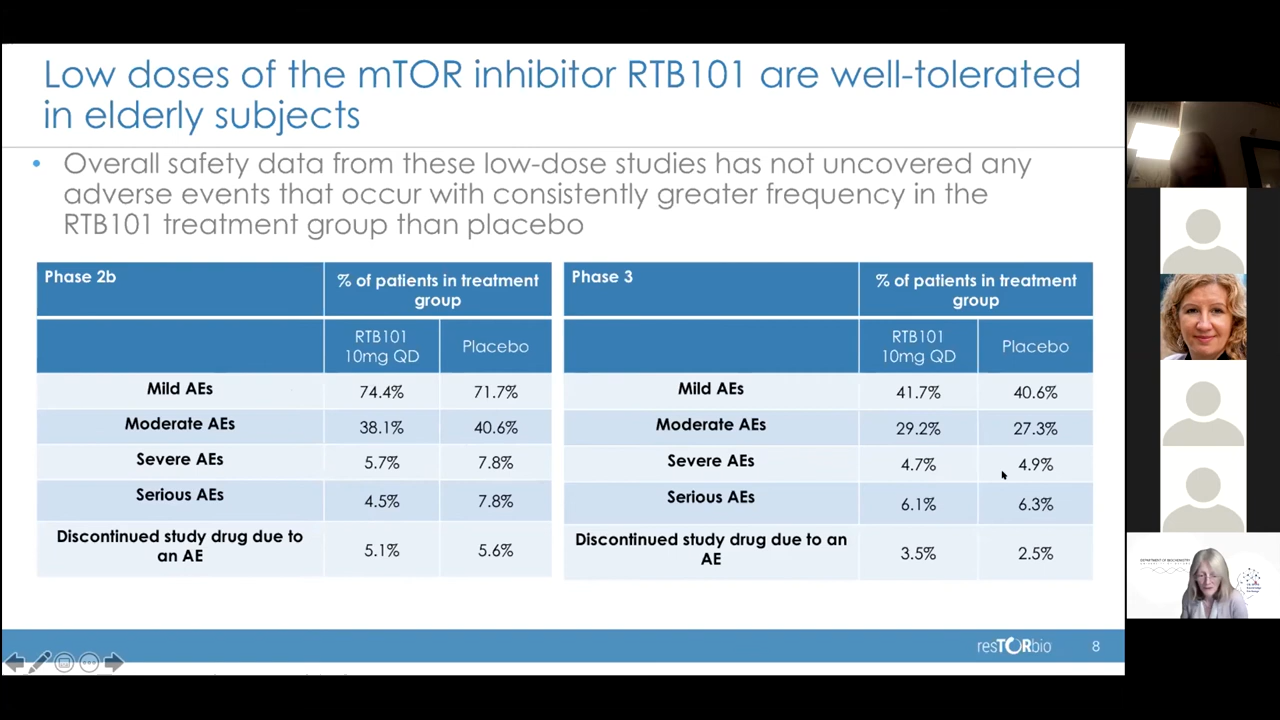 Low doses of the mTOR inhibitor RTB101 are well-tolerated
in elderly subjects
• Overall safety data from these low-dose studies has not uncovered any
adverse events that occur with consistently greater frequency in the
RTB101 treatment group than placebo
Phase 2b
% of patients in treatment
group
RTB101
10mg QD
Placebo
Mild AEs
74.4%
71.7%
Moderate AEs
38.1%
40.6%
Severe AEs
5.7%
7.8%
Serious AEs
4.5%
7.8%
Discontinued study drug due to
an AE
5.1%
5.6%
Phase 3
% of patients in treatment
group
RTB101
10mg QD
Placebo
Mild AEs
41.7%
40.6%
Moderate AEs
29.2%
27.3%
Severe AEs
4.7%
4.9%
Serious AEs
6.1%
6.3%
Discontinued study drug due to an
AE
3.5%
2.5%
resTORbio
8
DEPARTMENT OF BIOCHEMISTRY